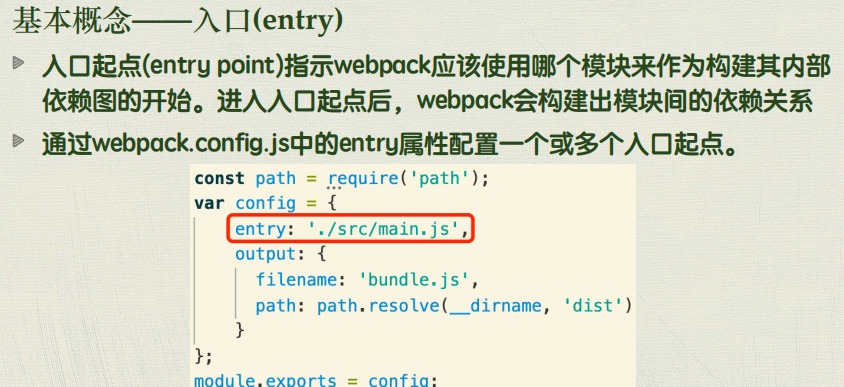 基本概念——入口(entry)
入口起点(entry point)指示webpack应该使用哪个模块来作为构建其内部
依赖图的开始。进入入口起点后，webpack会构建出模块间的依赖关系
通过webpack.config.js中的entry属性配置一个或多个入口起点。
const path = require('path');
var config = {
entry: './src/main.js',
output: {
filename: 'bundle.js',
path: path.resolve(__dirname, 'dist')
}
};
module.exports = config;